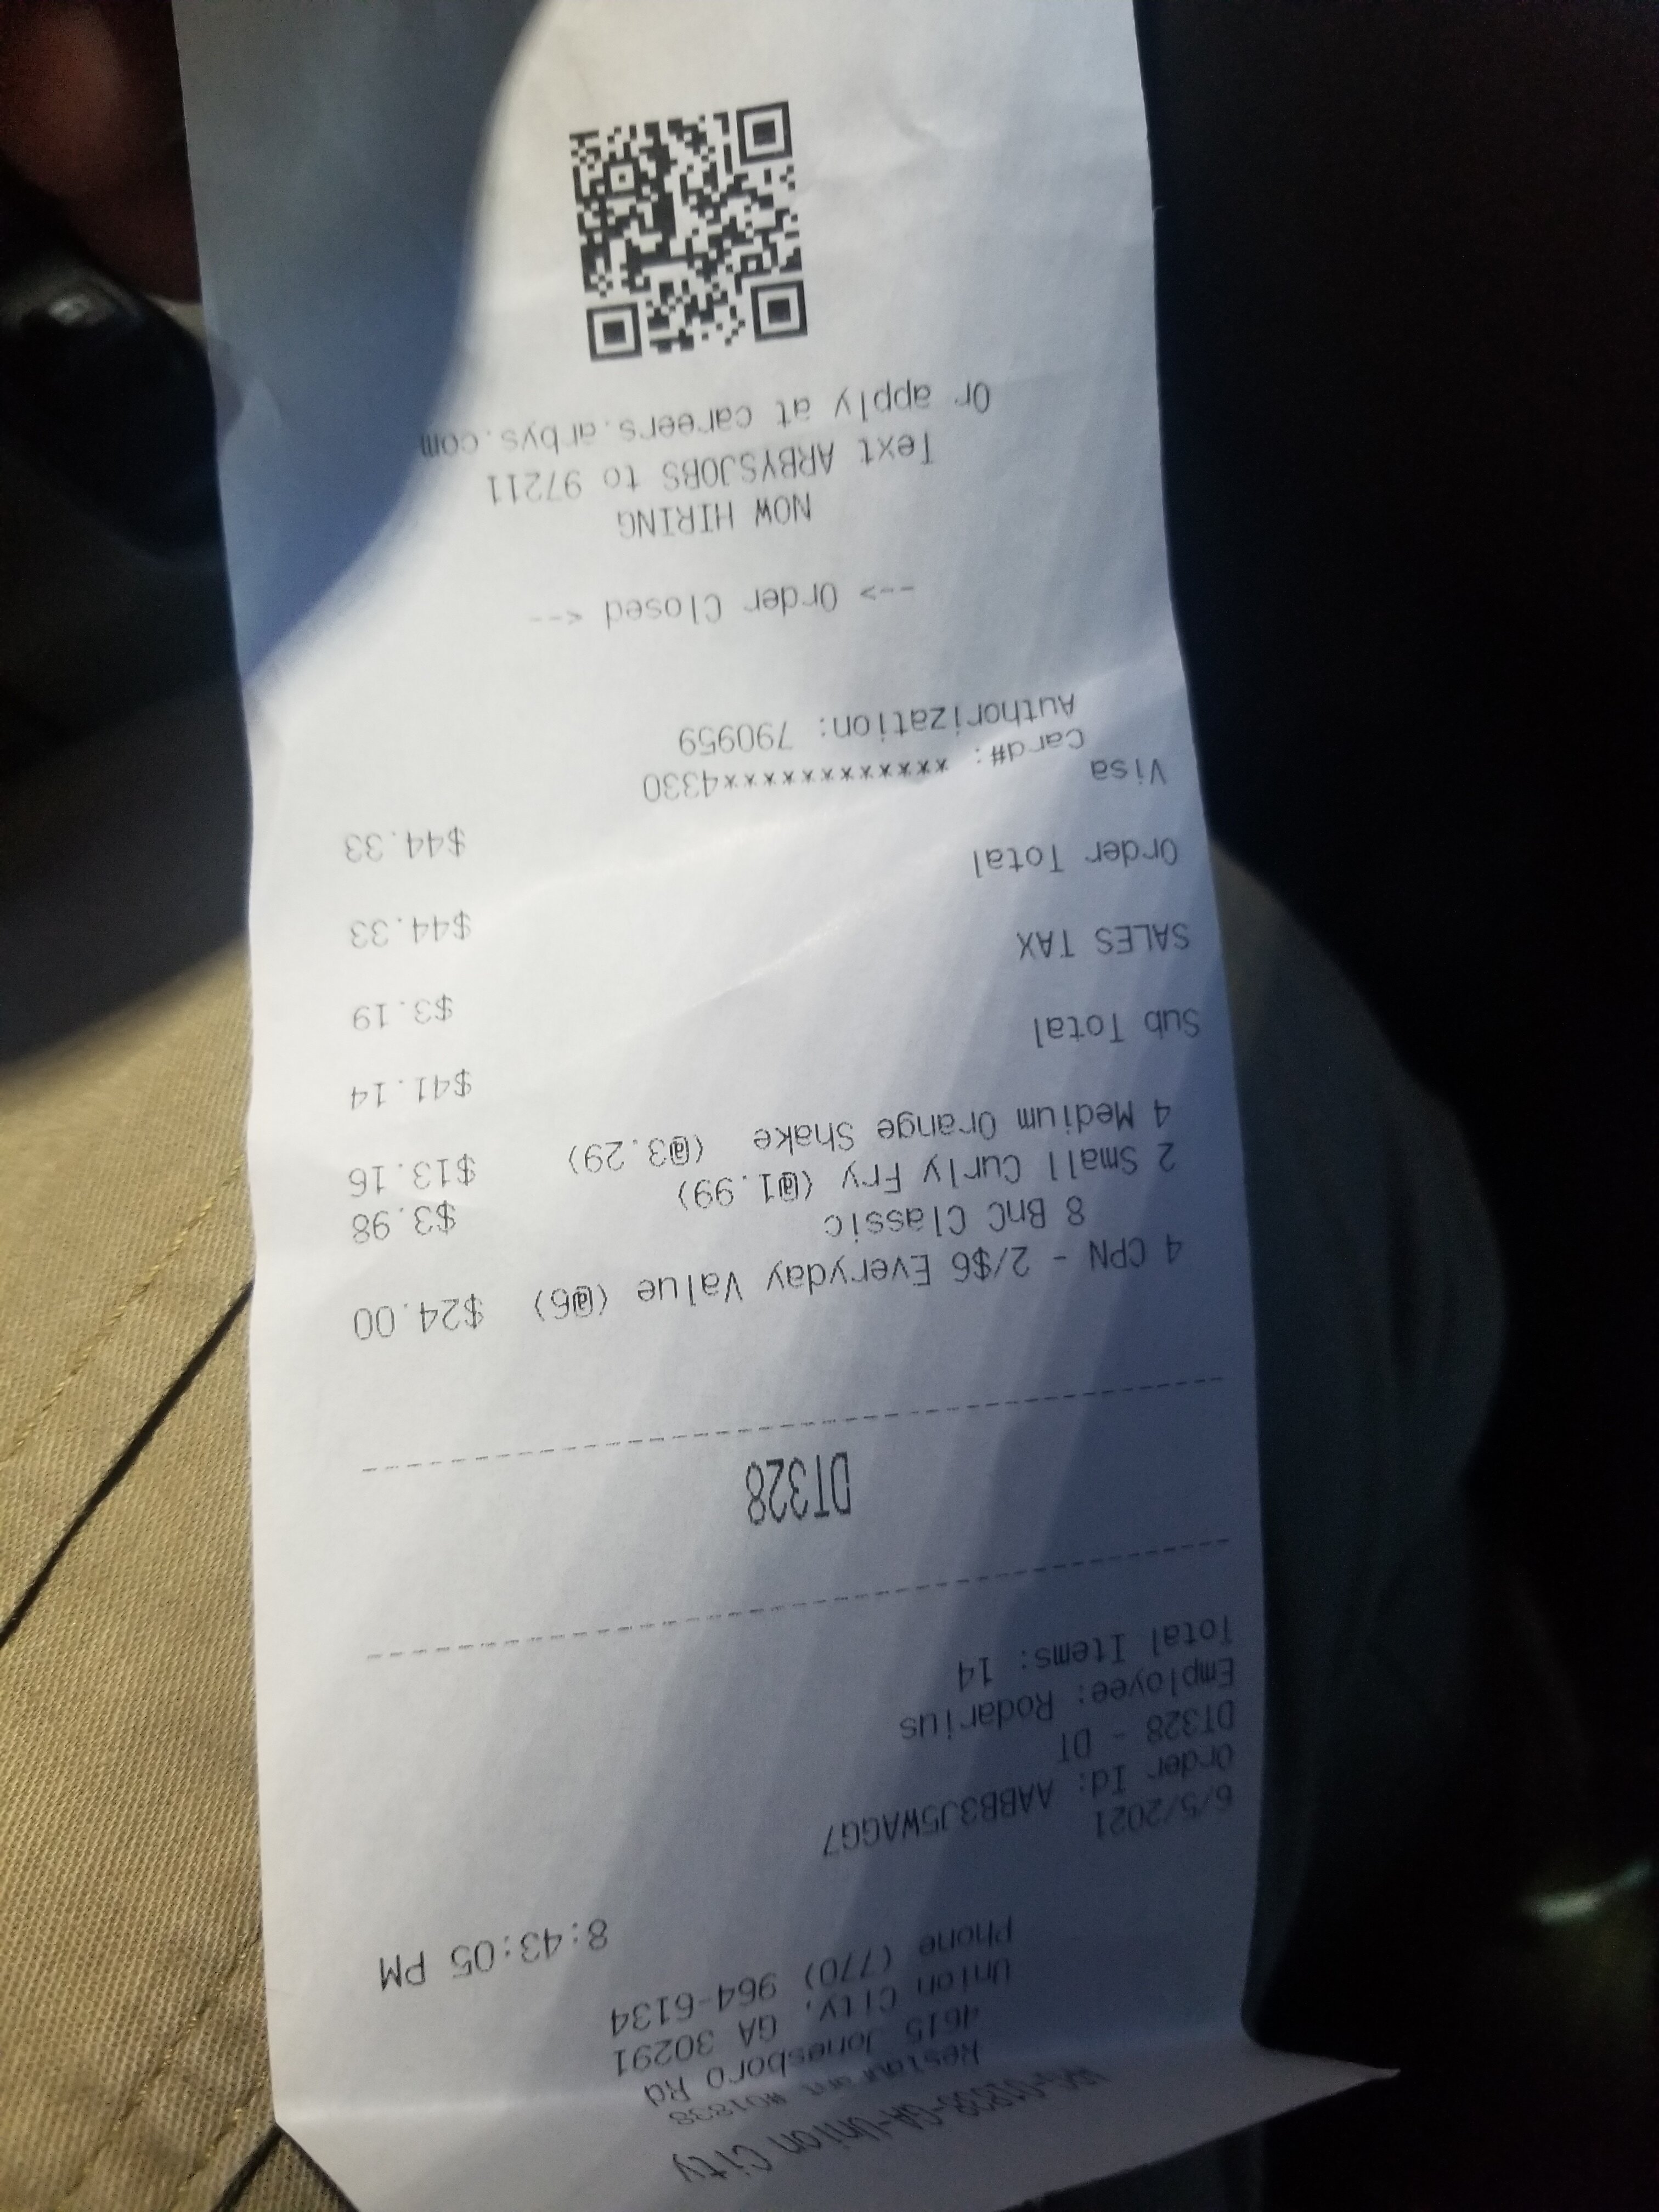 GA-Union City
Restaurant #01838
4615 Jonesboro Rd
Union City, GA 30291
Phone (770) 964-6134
8:43:05 PM
6/5/2021
Order Id: AABB3J5WAGG7
DT328 - DT
Employee: Rodarius
Total Items: 14
DT328
4 CPN - 2/$6 Everyday Value (@6) $24.00
8 BnC Classic
2 Small Curly Fry (@1.99) $3.98
4 Medium Orange Shake (@3.29) $13.16
Sub Total $41.14
SALES TAX $3.19
Order Total $44.33
Visa $44.33
Card#: ************4330
Authorization: 790959
--> Order Closed <--
NOW HIRING
Text ARBYSJOBS to 97211
Or apply at careers.arbys.com